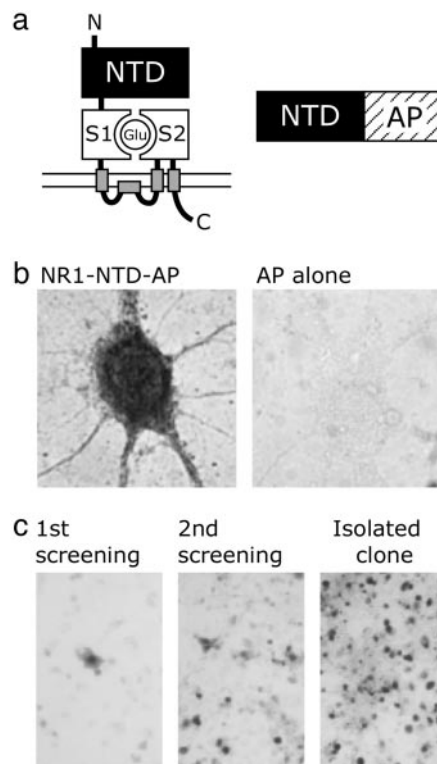 a
N
NTD
S1 Glu S2
C
NTD AP
b
NR1-NTD-AP AP alone
c
1st screening
2nd screening
Isolated clone